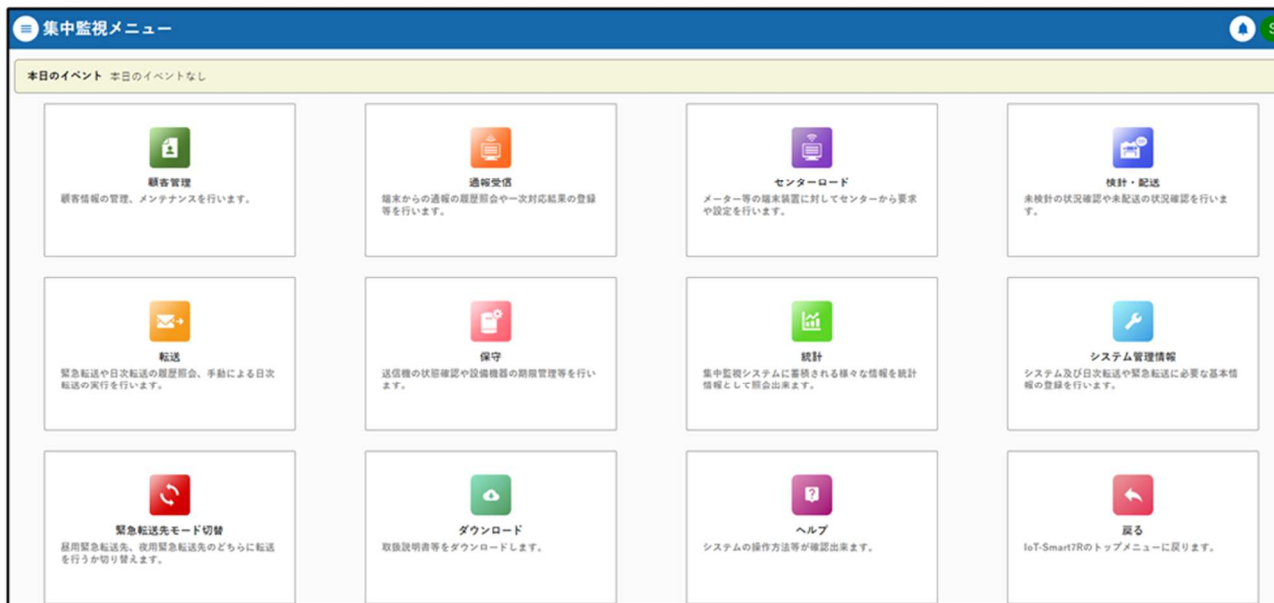 集中監視メニュー
S
本日のイベント 本日のイベントなし
顧客管理
顧客情報の管理、メンテナンスを行います。
通報受信
端末からの通報の履歴照会や一次対応結果の登録
等を行います。
センターロード
メーター等の端末装置に対してセンターから要求
や設定を行います。
検針・配送
未検針の状況確認や未配送の状況確認を行いま
す。
転送
緊急転送や日次転送の履歴照会、手動による日次
転送の実行を行います。
保守
送信機の状態確認や設備機器の期限管理等を行い
ます。
統計
集中監視システムに蓄積される様々な情報を統計
情報として照会出来ます。
システム管理情報
システム及び日次転送や緊急転送に必要な基本情
報の登録を行います。
緊急転送先モード切替
昼用緊急転送先、夜用緊急転送先のどちらに転送
を行うか切り替えます。
ダウンロード
取扱説明書等をダウンロードします。
ヘルプ
システムの操作方法等が確認出来ます。
戻る
IoT-Smart7Rのトップメニューに戻ります。